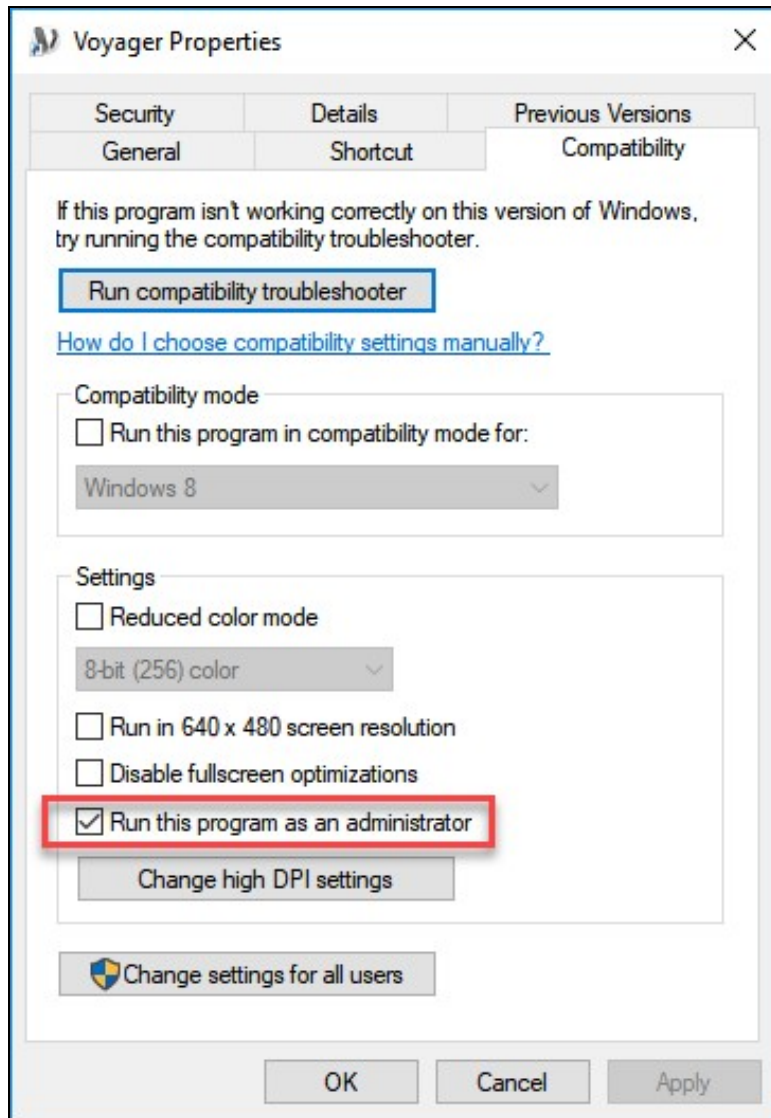 Voyager Properties
Security Details Previous Versions
General Shortcut Compatibility
If this program isn't working correctly on this version of Windows,
try running the compatibility troubleshooter.
Run compatibility troubleshooter
How do I choose compatibility settings manually?
Compatibility mode
Run this program in compatibility mode for:
Windows 8
Settings
Reduced color mode
8-bit (256) color
Run in 640 x 480 screen resolution
Disable fullscreen optimizations
Run this program as an administrator
Change high DPI settings
Change settings for all users
OK Cancel Apply